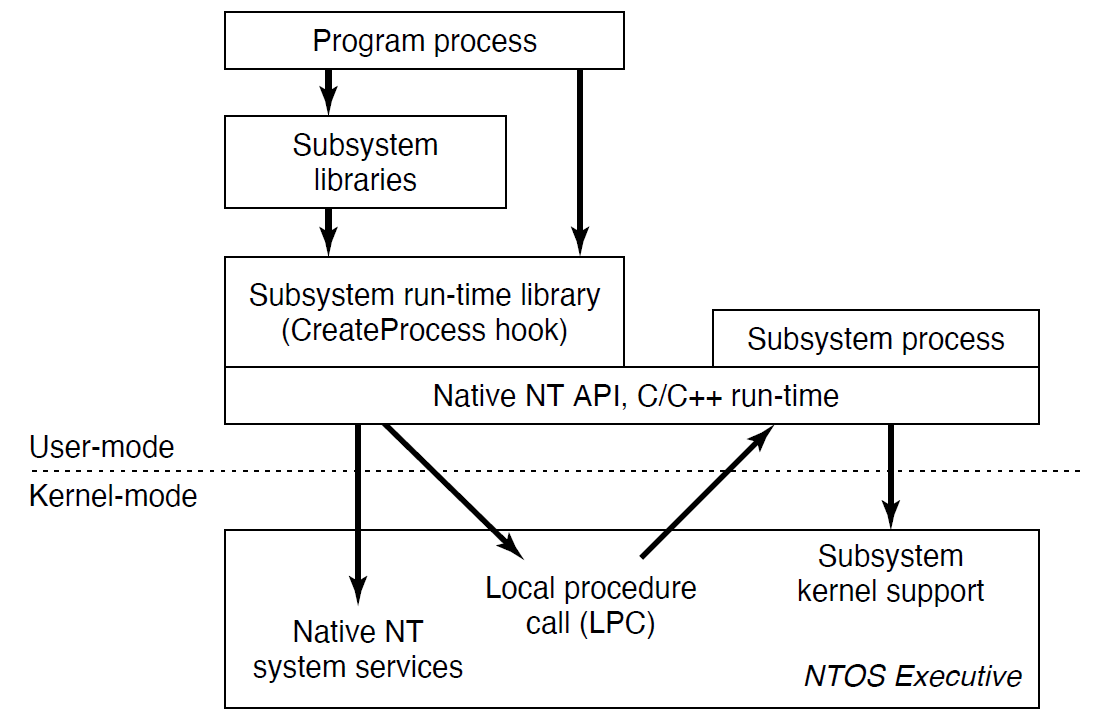 Program process
Subsystem
libraries
Subsystem run-time library
(CreateProcess hook)
Subsystem process
Native NT API, C/C++ run-time
User-mode
Kernel-mode
Subsystem
kernel support
Local procedure
call (LPC)
Native NT
system services
NTOS Executive